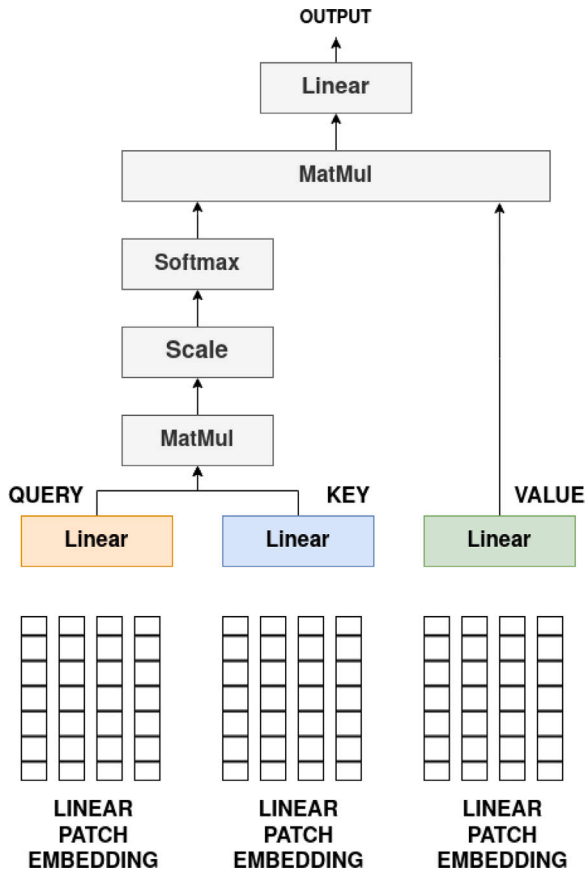 OUTPUT
Linear
MatMul
Softmax
Scale
MatMul
QUERY KEY VALUE
Linear Linear Linear
LINEAR LINEAR LINEAR
PATCH PATCH PATCH
EMBEDDING EMBEDDING EMBEDDING